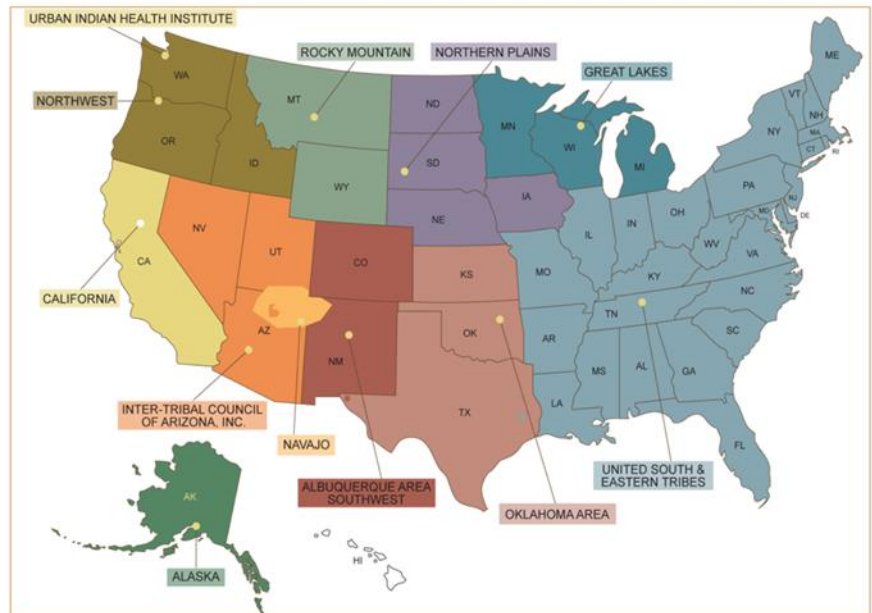 URBAN INDIAN HEALTH INSTITUTE
ROCKY MOUNTAIN
NORTHERN PLAINS
GREAT LAKES
NORTHWEST
WA
OR
ID
MT
WY
ND
SD
NE
IA
MN
WI
MI
ME
VT
NH
MA
CT
RI
NY
PA
NJ
MD
DE
OH
IN
IL
WV
VA
KY
NC
TN
SC
MO
AR
MS
AL
GA
LA
FL
NV
UT
CA
AZ
CO
NM
KS
OK
TX
CALIFORNIA
INTER-TRIBAL COUNCIL
OF ARIZONA, INC.
NAVAJO
ALBUQUERQUE AREA
SOUTHWEST
OKLAHOMA AREA
UNITED SOUTH &
EASTERN TRIBES
AK
ALASKA
HI